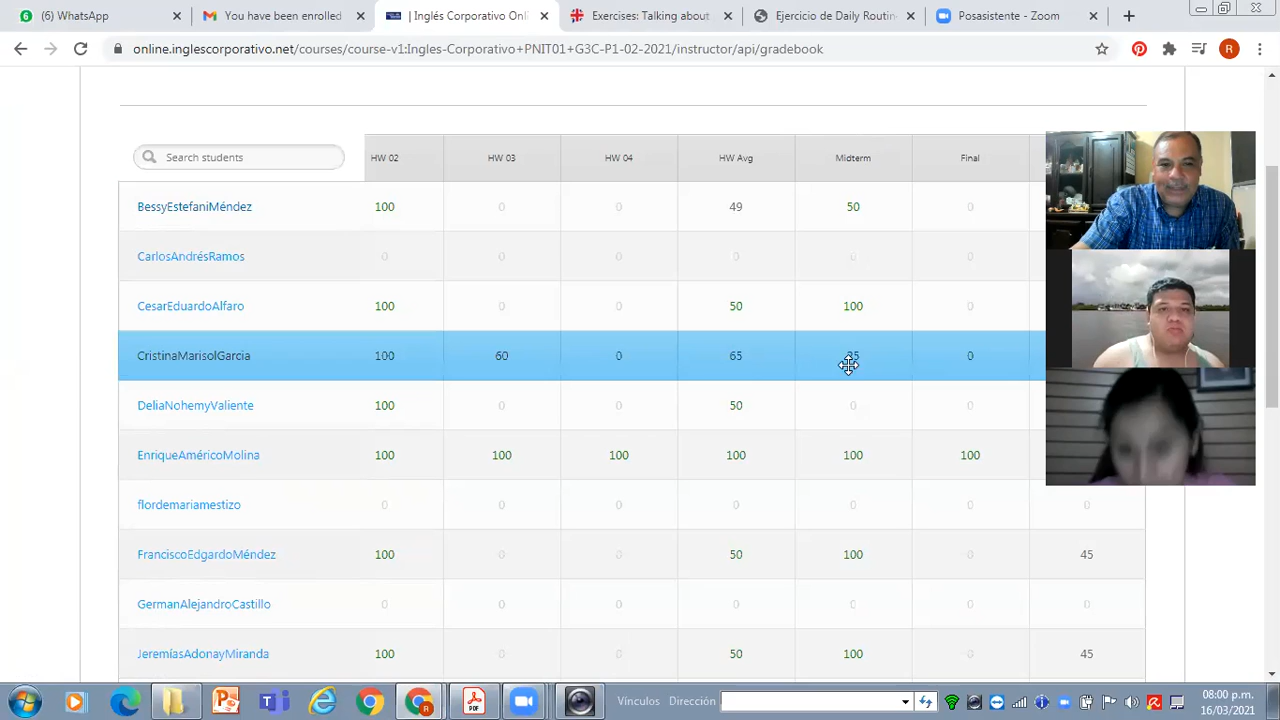 (6) WhatsApp
You have been enrolled
| Inglés Corporativo Onli
Exercises: Talking about
Ejercicio de Daily Routin
Posasistente - Zoom
online.inglescorporativo.net/courses/course-v1:Ingles-Corporativo+PNIT01+G3C-P1-02-2021/instructor/api/gradebook
R
Search students HW 02 HW 03 HW 04 HW Avg Midterm Final
BessyEstefaniMéndez 100 0 0 49 50 0
CarlosAndrésRamos 0 0 0 0 0 0
CesarEduardoAlfaro 100 0 0 50 100 0
CristinaMarisolGarcia 100 60 0 65 0
DeliaNohemyValiente 100 0 0 50 0 0
EnriqueAméricoMolina 100 100 100 100 100 100
flordemariamestizo 0 0 0 0 0 0 0
FranciscoEdgardoMéndez 100 0 0 50 100 0 45
GermanAlejandroCastillo 0 0 0 0 0 0 0
JeremíasAdonayMiranda 100 0 0 50 100 0 45
Vínculos Dirección
08:00 p.m.
16/03/2021